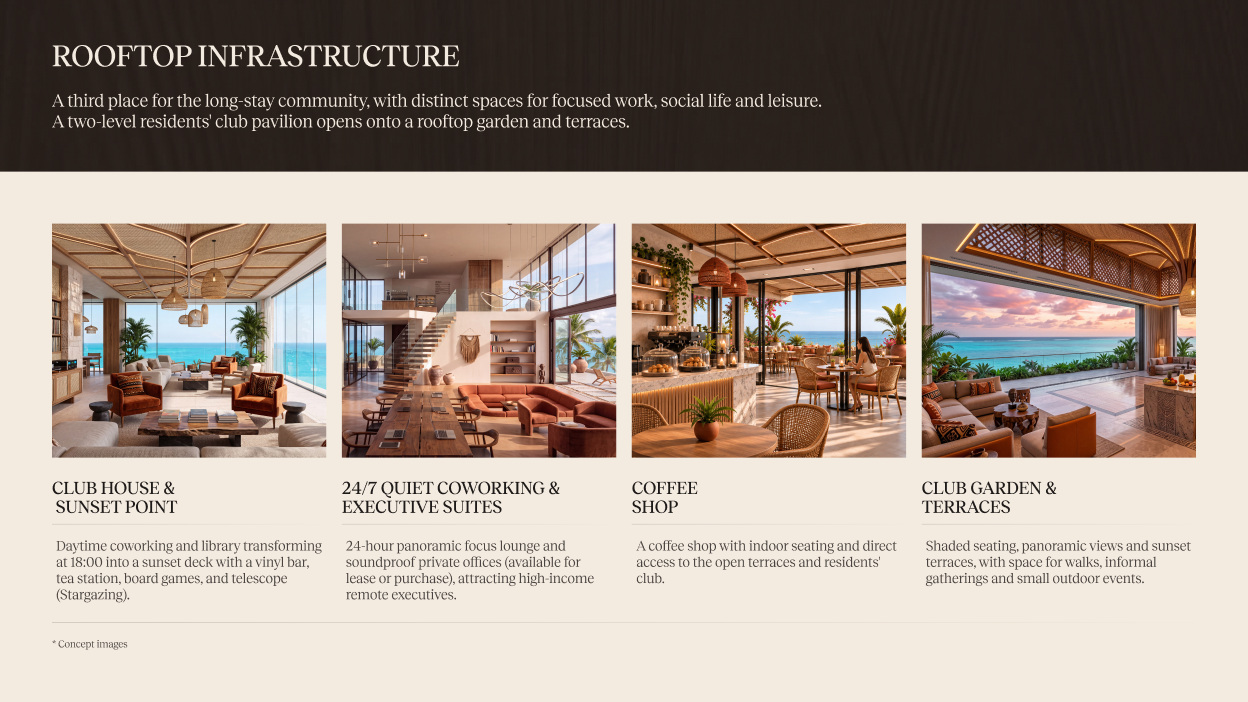 ROOFTOP INFRASTRUCTURE
A third place for the long-stay community, with distinct spaces for focused work, social life and leisure.
A two-level residents' club pavilion opens onto a rooftop garden and terraces.
CLUB HOUSE &
SUNSET POINT
Daytime coworking and library transforming
at 18:00 into a sunset deck with a vinyl bar,
tea station, board games, and telescope
(Stargazing).
24/7 QUIET COWORKING &
EXECUTIVE SUITES
24-hour panoramic focus lounge and
soundproof private offices (available for
lease or purchase), attracting high-income
remote executives.
COFFEE
SHOP
A coffee shop with indoor seating and direct
access to the open terraces and residents'
club.
CLUB GARDEN &
TERRACES
Shaded seating, panoramic views and sunset
terraces, with space for walks, informal
gatherings and small outdoor events.
* Concept images